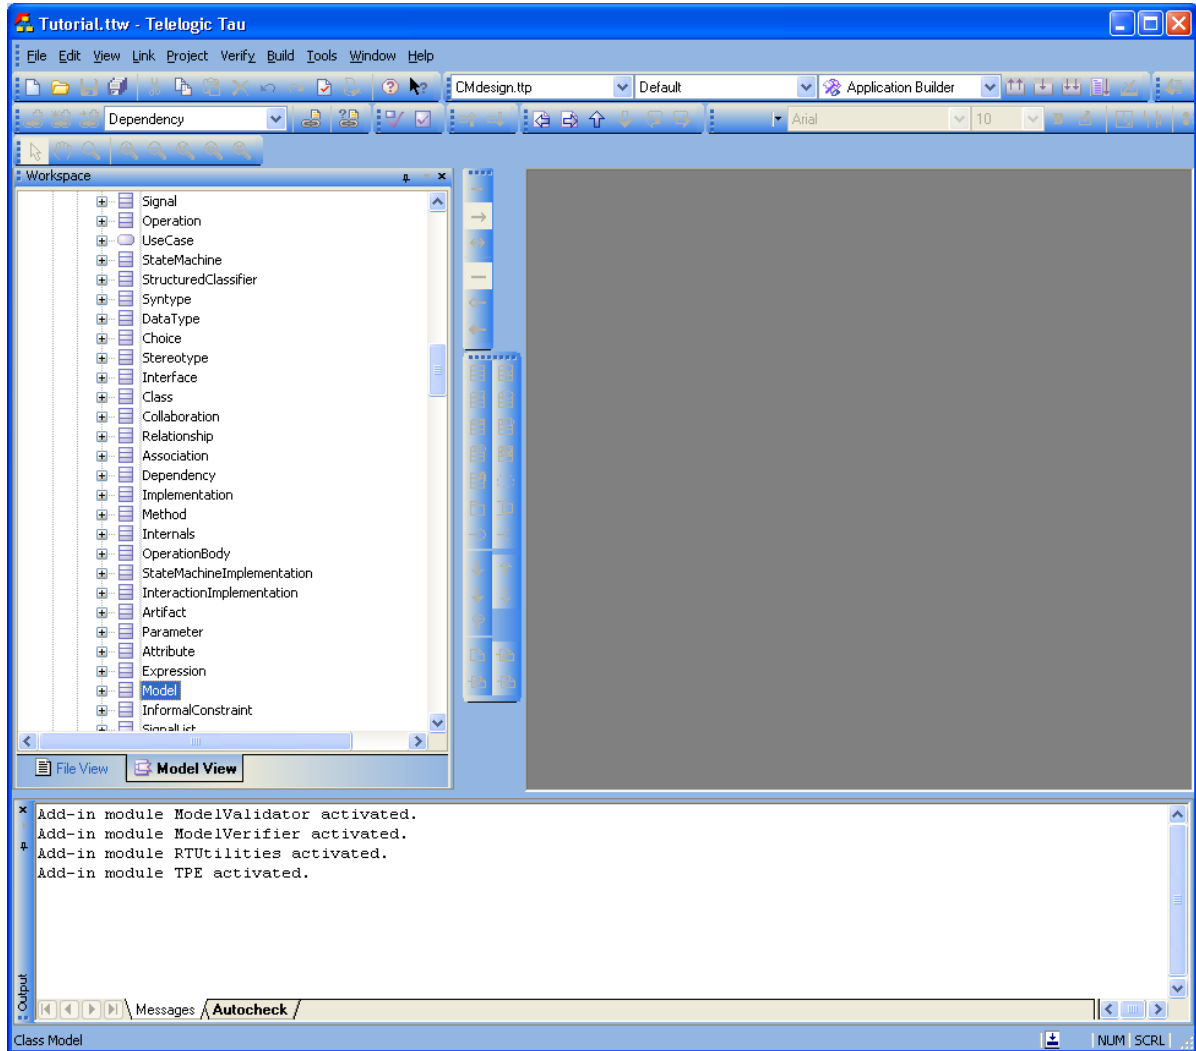 Tutorial.ttw - Telelogic Tau
File Edit View Link Project Verify Build Tools Window Help
CMdesign.ttp Default Application Builder
Dependency Arial 10
Workspace
Signal
Operation
UseCase
StateMachine
StructuredClassifier
Syntype
DataType
Choice
Stereotype
Interface
Class
Collaboration
Relationship
Association
Dependency
Implementation
Method
Internals
OperationBody
StateMachineImplementation
InteractionImplementation
Artifact
Parameter
Attribute
Expression
Model
InformalConstraint
SignalList
File View Model View
Add-in module ModelValidator activated.
Add-in module ModelVerifier activated.
Add-in module RTUtilities activated.
Add-in module TPE activated.
Output
Messages Autocheck
Class Model NUM SCRL